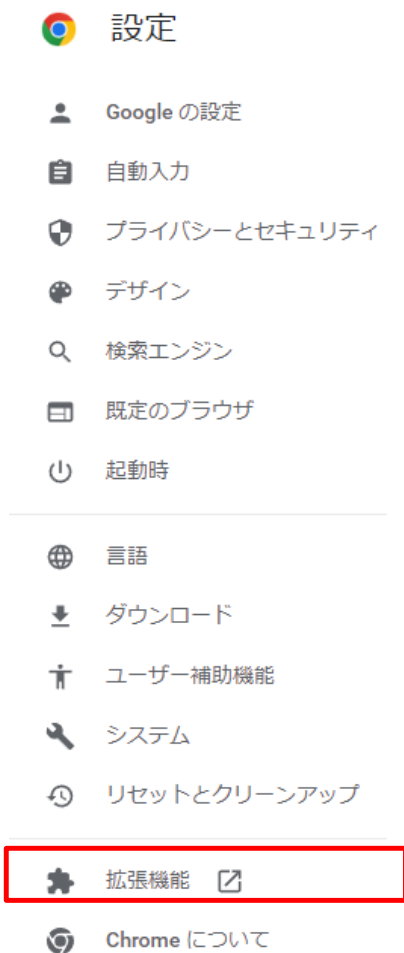 設定
Google の設定
自動入力
プライバシーとセキュリティ
デザイン
検索エンジン
既定のブラウザ
起動時
言語
ダウンロード
ユーザー補助機能
システム
リセットとクリーンアップ
拡張機能
Chrome について